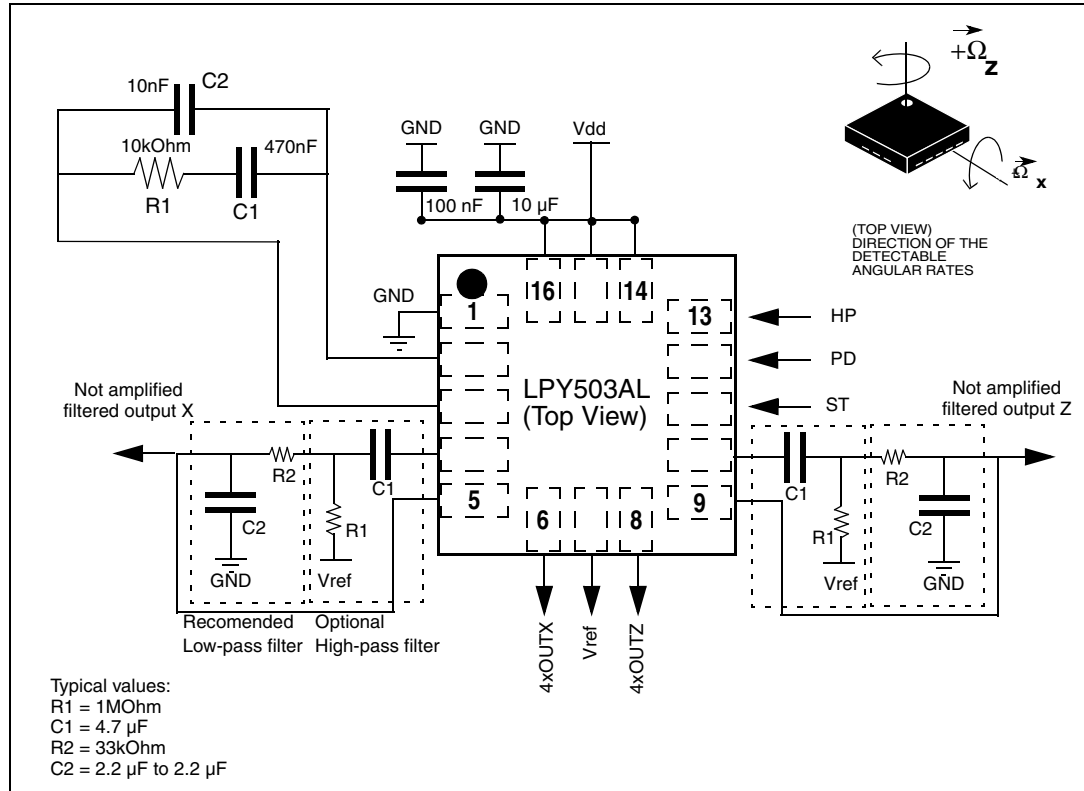 10nF
C2
10kOhm
470nF
R1
C1
GND
GND
Vdd
100 nF
10 µF
+Ω Z
Ω x
(TOP VIEW)
DIRECTION OF THE
DETECTABLE
ANGULAR RATES
GND
1
16
14
13
HP
PD
ST
LPY503AL
(Top View)
Not amplified
filtered output X
Not amplified
filtered output Z
R2
C1
C2
R1
GND
Vref
5
6
8
9
C1
R2
R1
C2
Vref
GND
Recomended
Low-pass filter
Optional
High-pass filter
4xOUTX
Vref
4xOUTZ
Typical values:
R1 = 1MOhm
C1 = 4.7 µF
R2 = 33kOhm
C2 = 2.2 µF to 2.2 µF